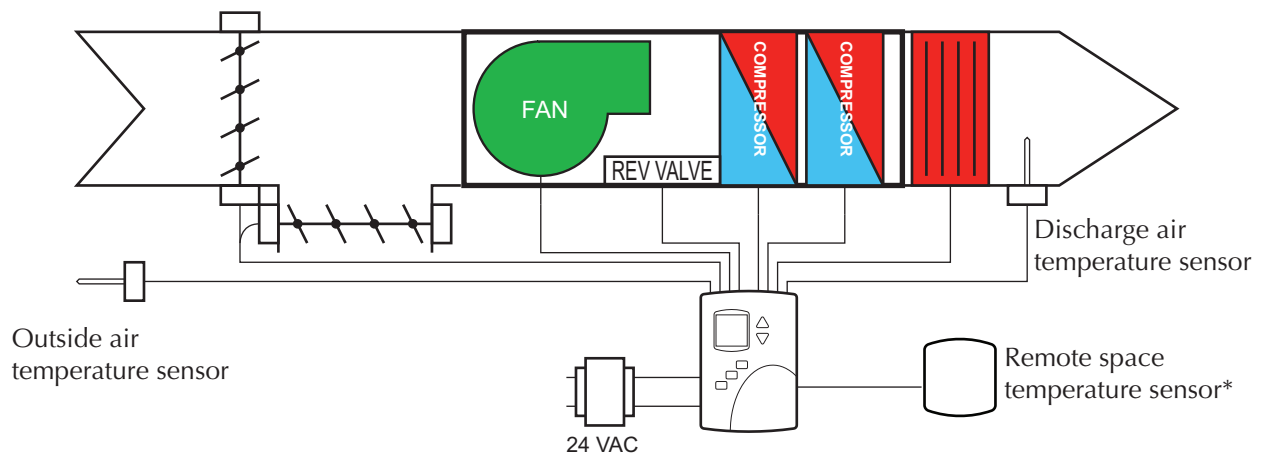 FAN
REV VALVE
COMPRESSOR
COMPRESSOR
Discharge air
temperature sensor
Outside air
temperature sensor
Remote space
temperature sensor*
24 VAC